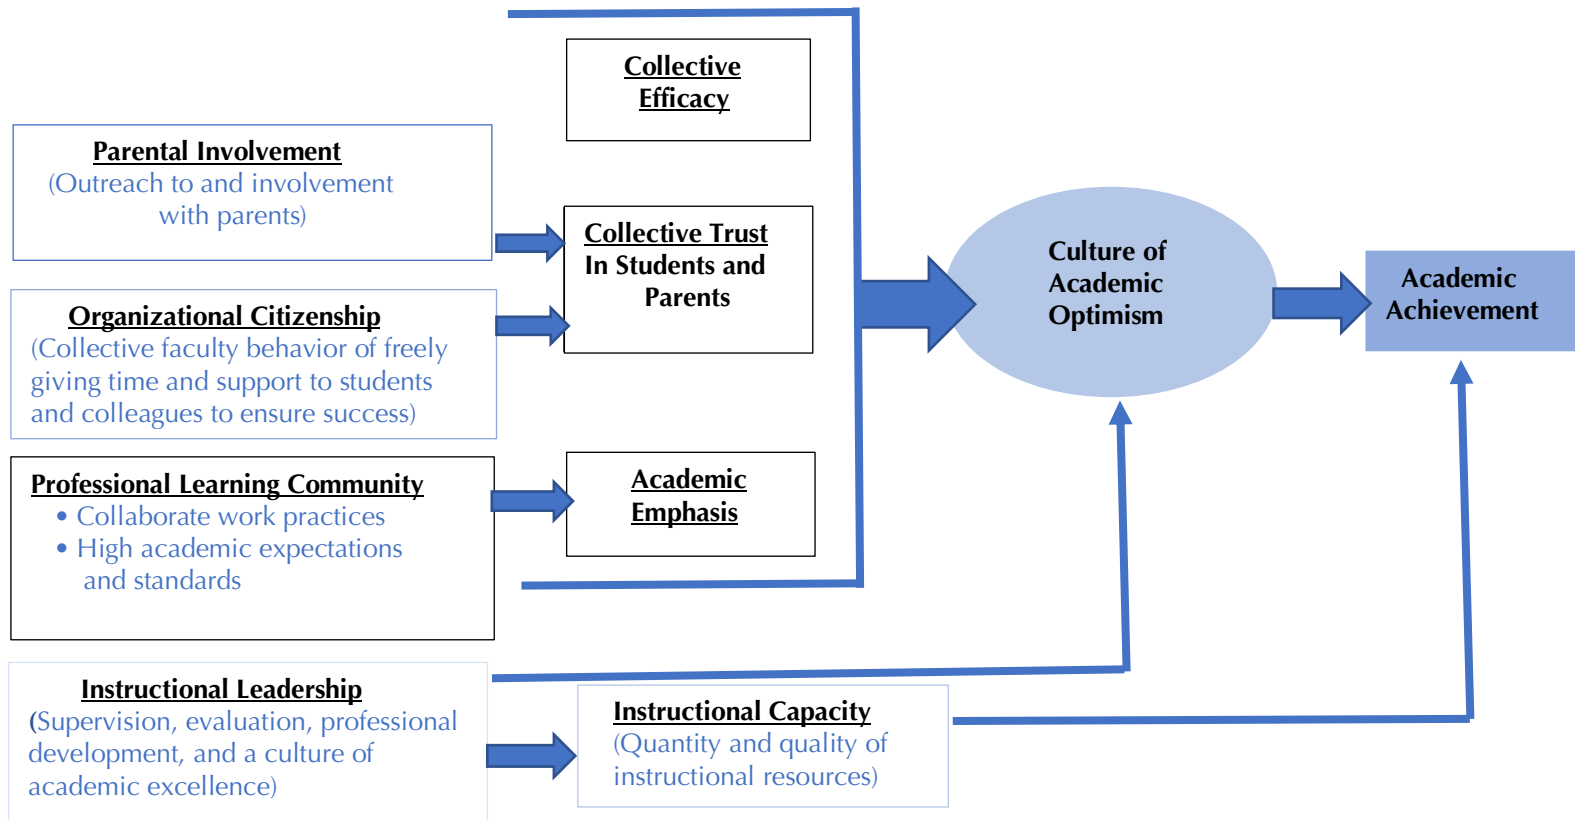 Collective
Efficacy
Parental Involvement
(Outreach to and involvement
with parents)
Collective Trust
In Students and
Parents
Culture of
Academic
Optimism
Academic
Achievement
Organizational Citizenship
(Collective faculty behavior of freely
giving time and support to students
and colleagues to ensure success)
Professional Learning Community
• Collaborate work practices
• High academic expectations
and standards
Academic
Emphasis
Instructional Leadership
(Supervision, evaluation, professional
development, and a culture of
academic excellence)
Instructional Capacity
(Quantity and quality of
instructional resources)